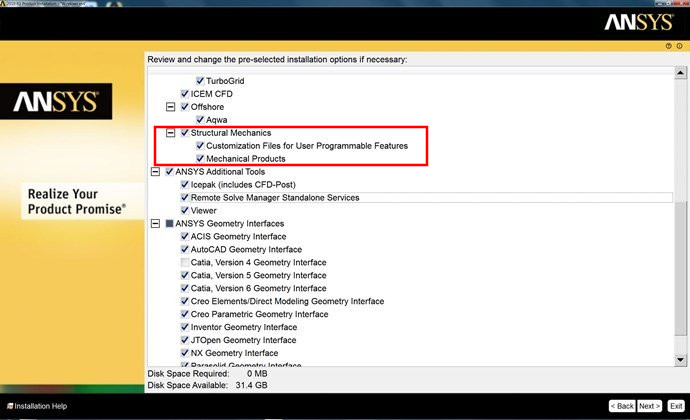 2019 R2 Product Installation - "Windows x64"
ANSYS
Review and change the pre-selected installation options if necessary:
TurboGrid
ICEM CFD
Offshore
Aqwa
Structural Mechanics
Customization Files for User Programmable Features
Mechanical Products
ANSYS Additional Tools
Icepak (includes CFD-Post)
Remote Solve Manager Standalone Services
Viewer
ANSYS Geometry Interfaces
ACIS Geometry Interface
AutoCAD Geometry Interface
Catia, Version 4 Geometry Interface
Catia, Version 5 Geometry Interface
Catia, Version 6 Geometry Interface
Creo Elements/Direct Modeling Geometry Interface
Creo Parametric Geometry Interface
Inventor Geometry Interface
JTOpen Geometry Interface
NX Geometry Interface
Parasolid Geometry Interface
ANSYS®
Realize Your
Product Promise®
Disk Space Required: 0 MB
Disk Space Available: 31.4 GB
Installation Help
< Back
Next >
Exit